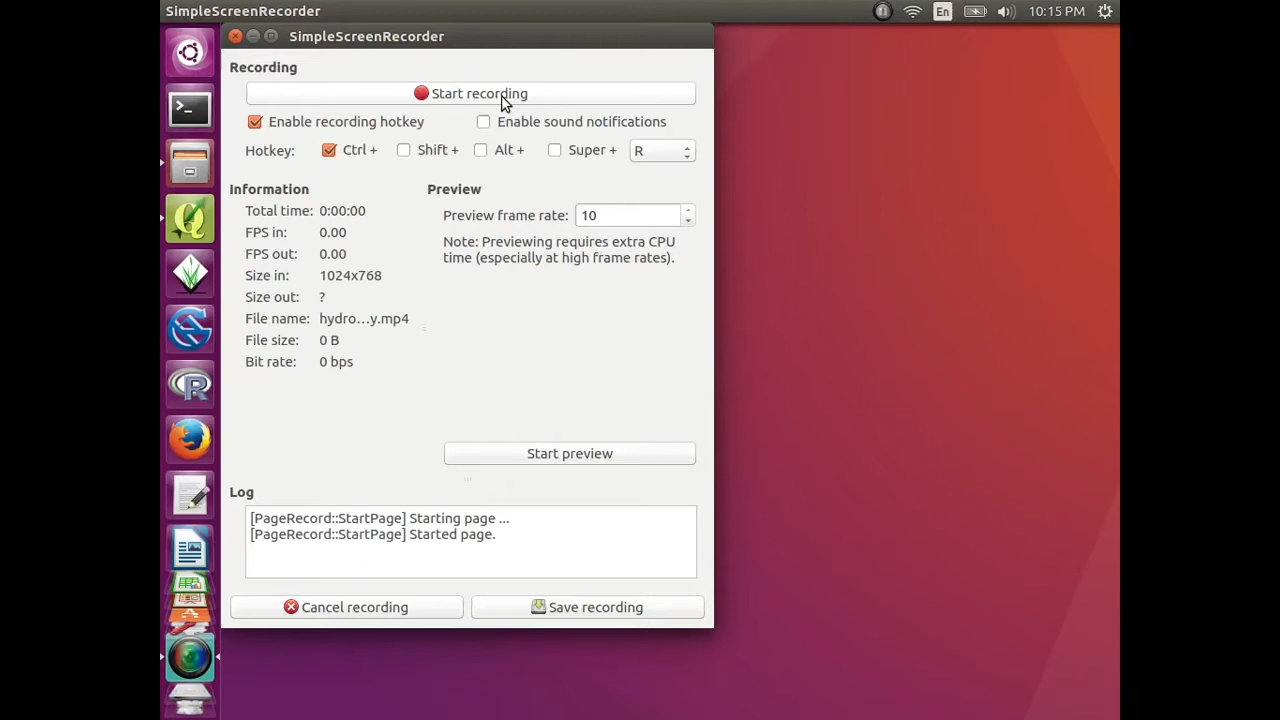 SimpleScreenRecorder
En
10:15 PM
SimpleScreenRecorder
Recording
Start recording
Enable recording hotkey
Enable sound notifications
Hotkey: Ctrl + Shift + Alt + Super + R
Information
Total time: 0:00:00
FPS in: 0.00
FPS out: 0.00
Size in: 1024x768
Size out: ?
File name: hydro...y.mp4
File size: 0 B
Bit rate: 0 bps
Preview
Preview frame rate: 10
Note: Previewing requires extra CPU
time (especially at high frame rates).
Start preview
Log
[PageRecord::StartPage] Starting page ...
[PageRecord::StartPage] Started page.
Cancel recording
Save recording